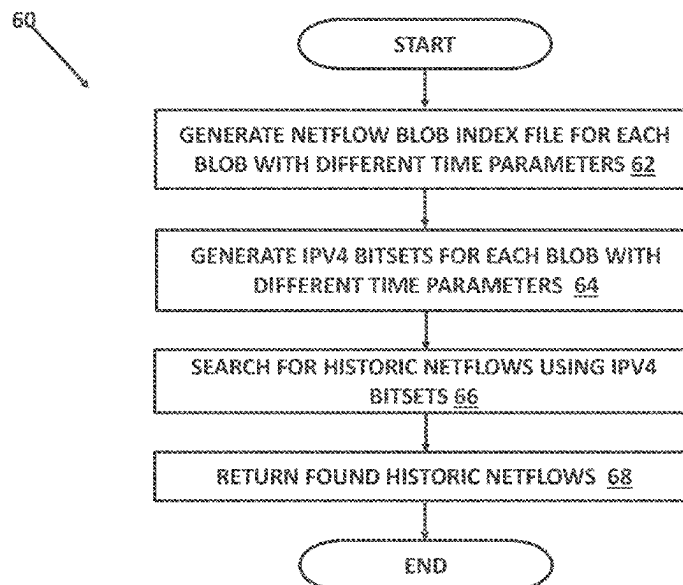 60
START
GENERATE NETFLOW BLOB INDEX FILE FOR EACH
BLOB WITH DIFFERENT TIME PARAMETERS 62
GENERATE IPV4 BITSETS FOR EACH BLOB WITH
DIFFERENT TIME PARAMETERS 64
SEARCH FOR HISTORIC NETFLOWS USING IPV4
BITSETS 66
RETURN FOUND HISTORIC NETFLOWS 68
END